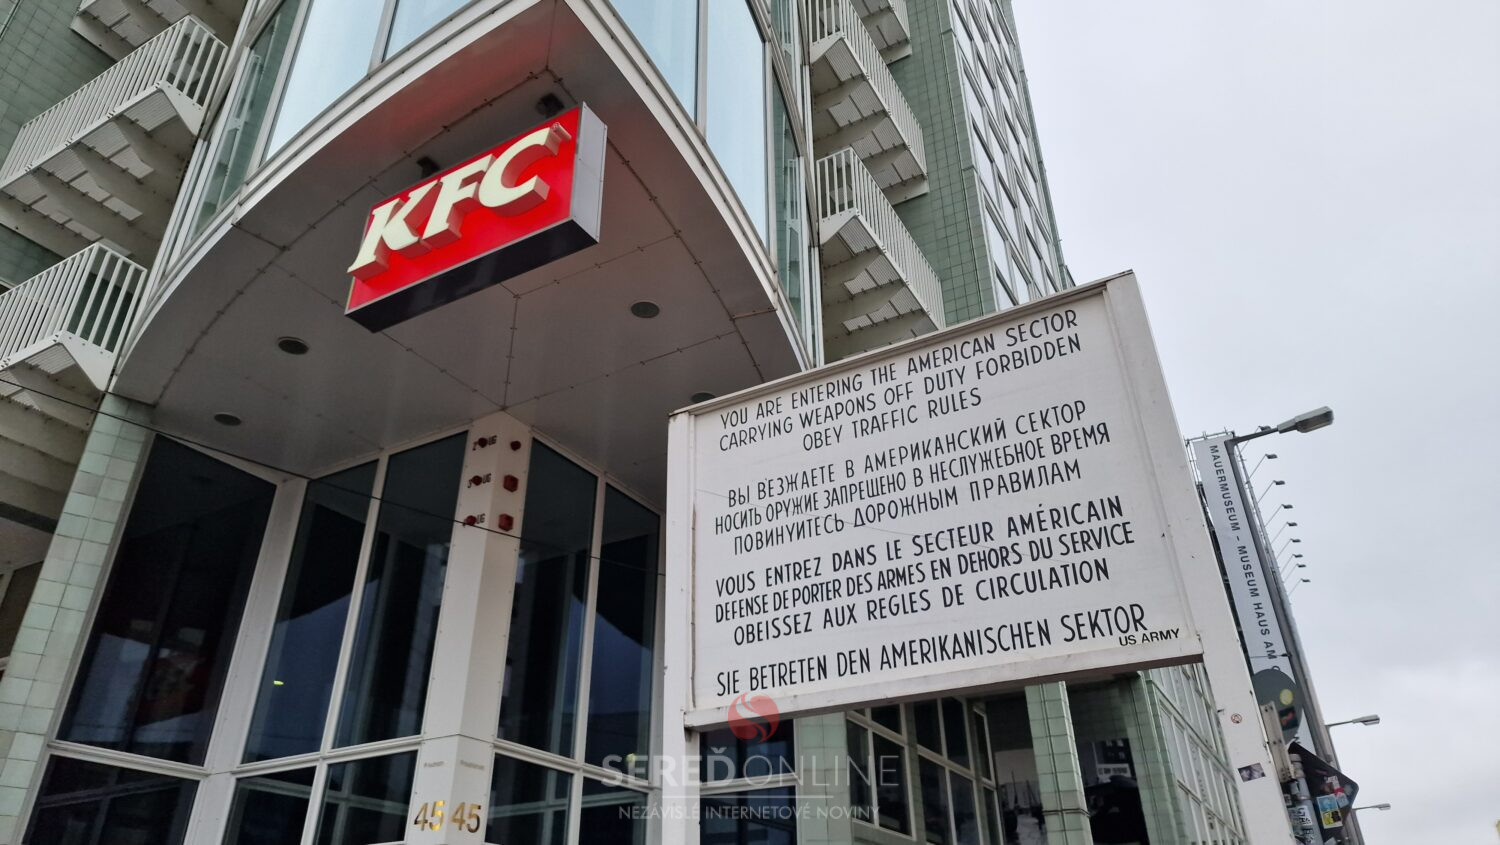 KFC
YOU ARE ENTERING THE AMERICAN SECTOR
CARRYING WEAPONS OFF DUTY FORBIDDEN
OBEY TRAFFIC RULES
ВЫ ВЕЗЖАЕТЕ В АМЕРИКАНСКИЙ СЕКТОР
НОСИТЬ ОРУЖИЕ ЗАПРЕЩЕНО В НЕСЛУЖЕБНОЕ ВРЕМЯ
ПОВИНУЙТЕСЬ ДОРОЖНЫМ ПРАВИЛАМ
VOUS ENTREZ DANS LE SECTEUR AMÉRICAIN
DEFENSE DE PORTER DES ARMES EN DEHORS DU SERVICE
OBEISSEZ AUX REGLES DE CIRCULATION
SIE BETRETEN DEN AMERIKANISCHEN SEKTOR
US ARMY
MAUERMUSEUM - MUSEUM HAUS AM
45 45
SEREĎONLINE
NEZÁVISLÉ INTERNETOVÉ NOVINY